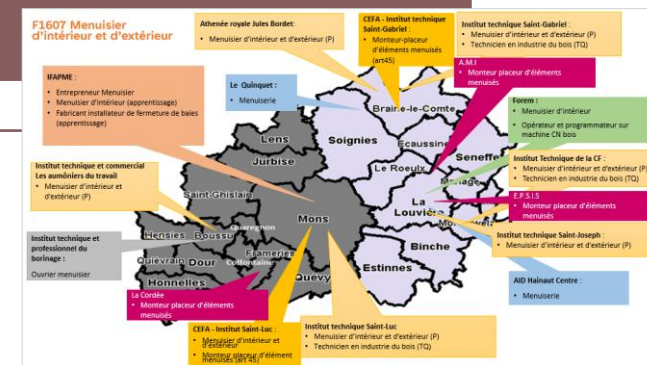 F1607 Menuisier
d'intérieur et d'extérieur
Athenée royale Jules Bordet:
• Menuisier d'intérieur et d'extérieur (P)
CEFA - Institut technique
Saint-Gabriel :
• Monteur-placeur
d'éléments menuisés
(art45)
Institut technique Saint-Gabriel :
• Menuisier d'intérieur et d'extérieur (P)
• Technicien en industrie du bois (TQ)
A.M.I
• Monteur placeur d'éléments
menuisés
IFAPME :
• Entrepreneur Menuisier
• Menuisier d'intérieur (apprentissage)
• Fabricant installateur de fermeture de baies
(apprentissage)
Le Quinquet :
• Menuiserie
Forem :
• Menuisier d'intérieur
• Opérateur et programmateur sur
machine CN bois
Institut technique et commercial
Les aumôniers du travail
• Menuisier d'intérieur et
d'extérieur (P)
Institut Technique de la CF :
• Menuisier d'intérieur et d'extérieur (P)
• Technicien en industrie du bois (TQ)
E.P.S.I.S
• Monteur placeur d'éléments
menuisés
Institut technique et
professionnel du
borinage :
Ouvrier menuisier
Institut technique Saint-Joseph :
• Menuisier d'intérieur et d'extérieur (P)
AID Hainaut Centre :
• Menuiserie
La Cordée
• Monteur placeur d'éléments
menuisés
CEFA - Institut Saint-Luc :
• Menuisier d'intérieur et
d'extérieur
• Monteur placeur d'élément
menuisés (art 45)
Institut technique Saint-Luc
• Menuisier d'intérieur et d'extérieur (P)
• Technicien en industrie du bois (TQ)
Braine-le-Comte
Soignies
Ecaussinne
Lens
Jurbise
Le Roeulx
Seneffe
Saint Ghislain
Mons
La
Louvière
Hensies
Boussu
Quaregnon
Quievrain
Dour
Frameries
Colfontaine
Honnelles
Quévy
Estinnes
Binche